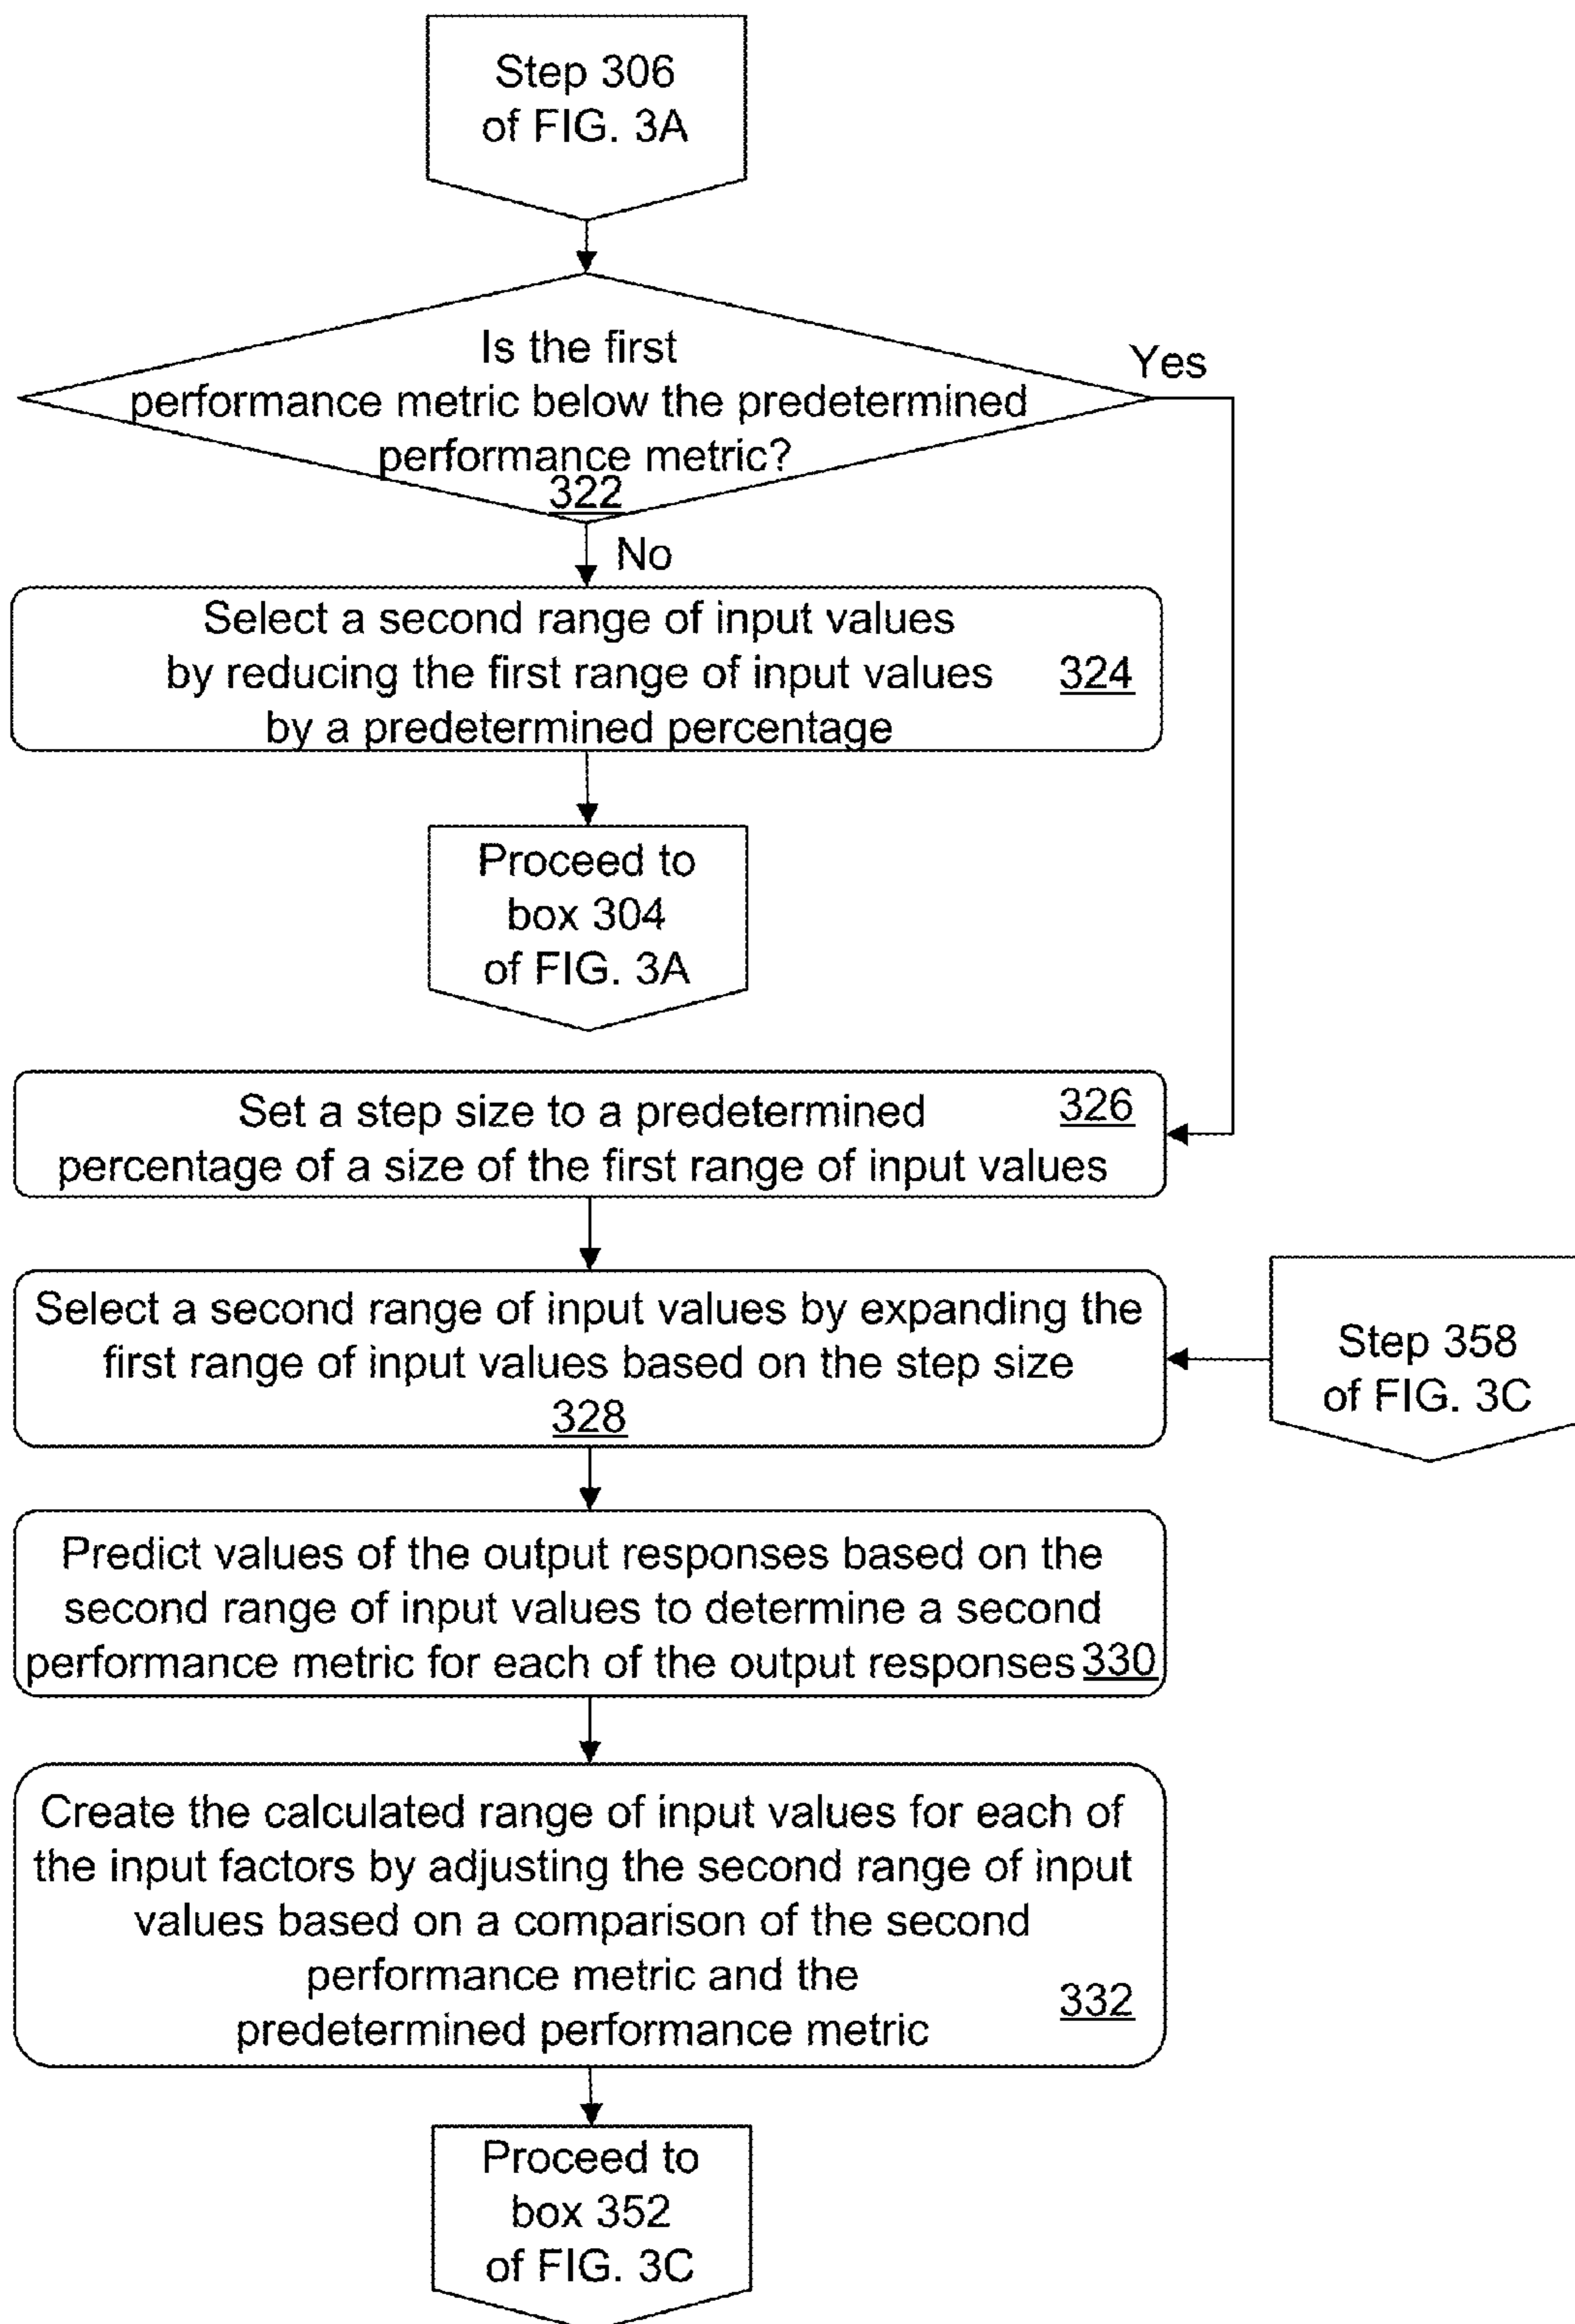 Step 306
of FIG. 3A
Is the first
performance metric below the predetermined
performance metric?
322
Yes
No
Select a second range of input values
by reducing the first range of input values
by a predetermined percentage
324
Proceed to
box 304
of FIG. 3A
Set a step size to a predetermined
percentage of a size of the first range of input values
326
Select a second range of input values by expanding the
first range of input values based on the step size
328
Step 358
of FIG. 3C
Predict values of the output responses based on the
second range of input values to determine a second
performance metric for each of the output responses 330
Create the calculated range of input values for each of
the input factors by adjusting the second range of input
values based on a comparison of the second
performance metric and the
predetermined performance metric
332
Proceed to
box 352
of FIG. 3C